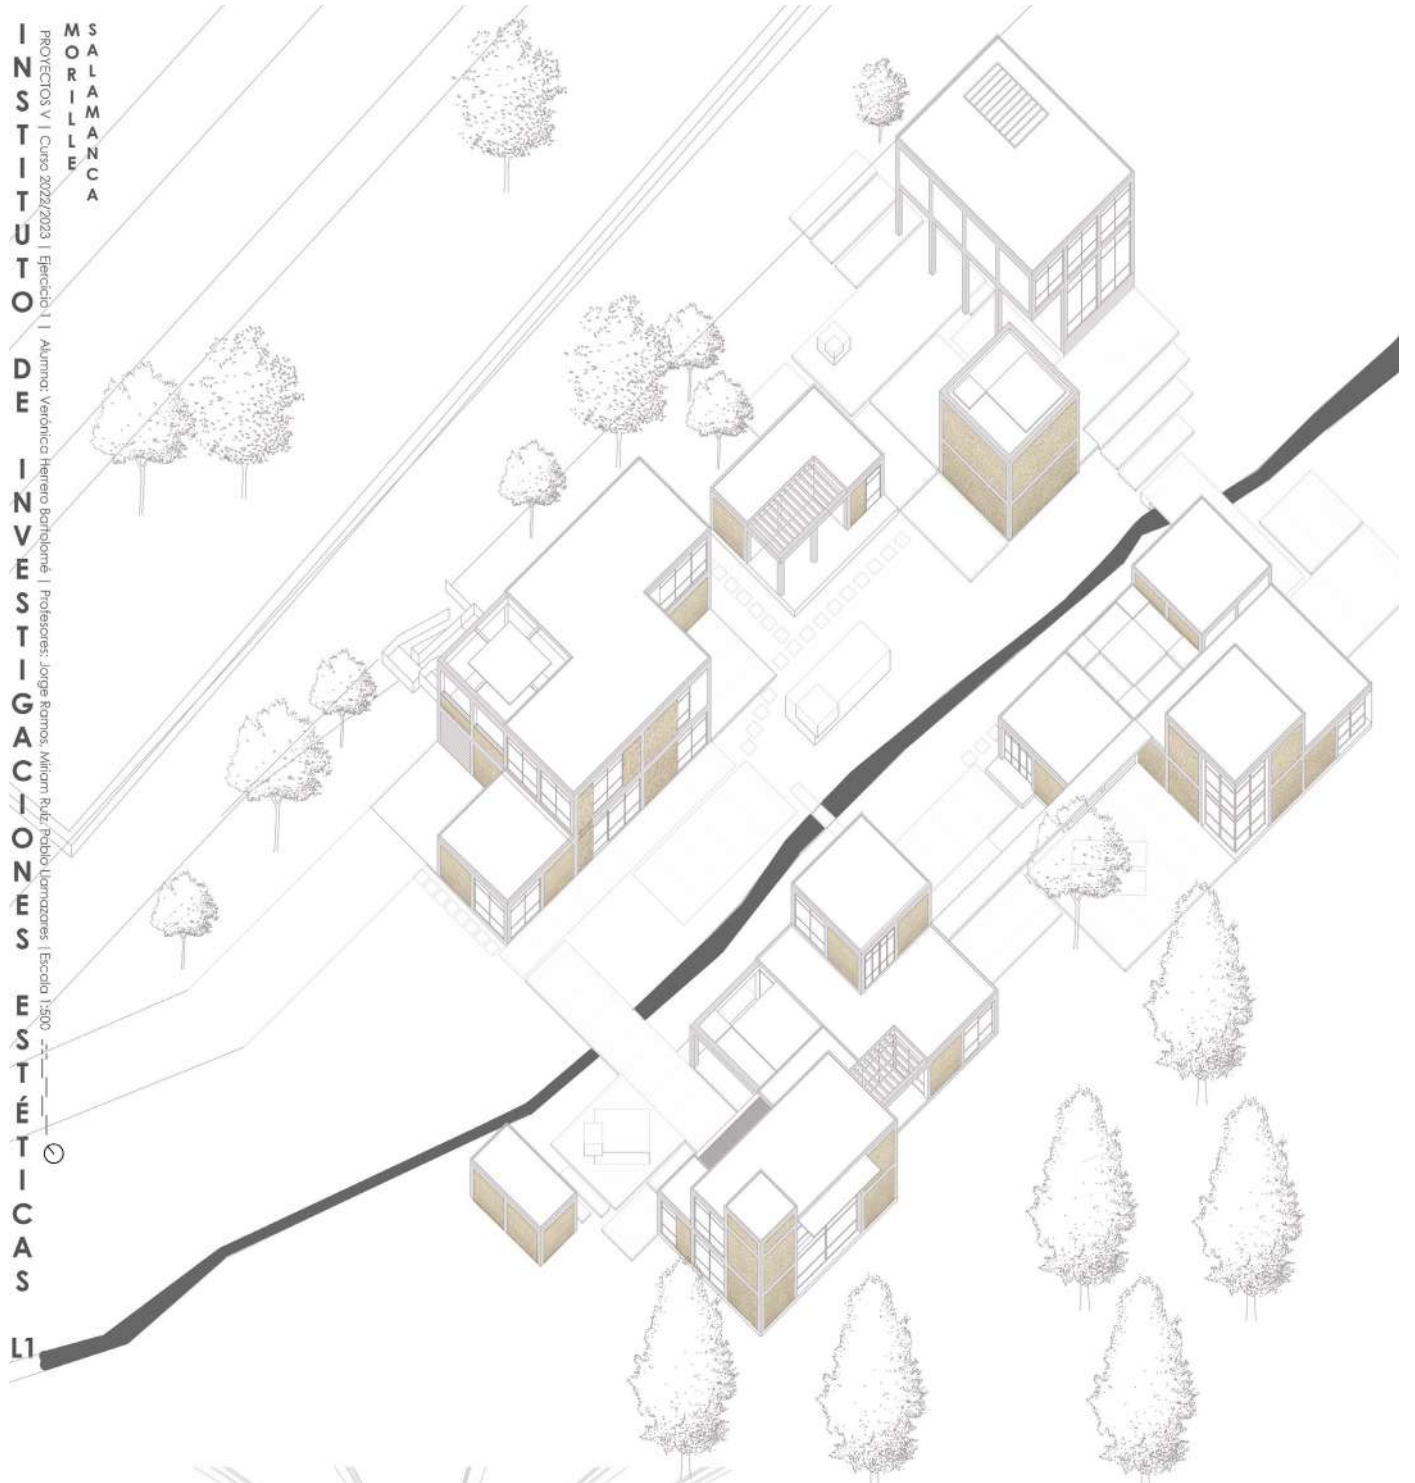 SALAMANCA
MORILLE
PROYECTOS V | Curso 2022/2023 | Ejercicio 1 | Alumna: Verónica Herrero Bartolomé | Profesores: Jorge Ramos, Miriam Ruiz, Pablo Llamazares | Escala 1:500
INSTITUTO DE INVESTIGACIONES ESTÉTICAS L1